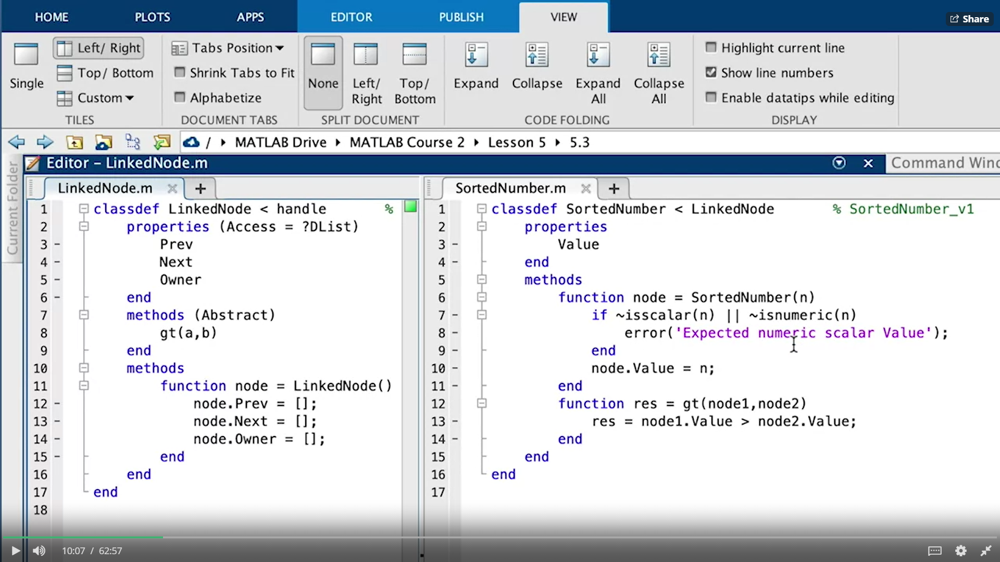 HOME PLOTS APPS EDITOR PUBLISH VIEW
Share
Left/ Right Tabs Position Highlight current line
Top/ Bottom Shrink Tabs to Fit Show line numbers
Single None Left/ Right Top/ Bottom Expand Collapse Expand All Collapse All
Custom Alphabetize Enable datatips while editing
TILES DOCUMENT TABS SPLIT DOCUMENT CODE FOLDING DISPLAY
/ MATLAB Drive MATLAB Course 2 Lesson 5 5.3
Current Folder
Editor – LinkedNode.m
Command Wind
LinkedNode.m
1 classdef LinkedNode < handle %
2 properties (Access = ?DList)
3 - Prev
4 - Next
5 - Owner
6 - end
7 methods (Abstract)
8 gt(a,b)
9 end
10 methods
11 function node = LinkedNode()
12 - node.Prev = [];
13 - node.Next = [];
14 - node.Owner = [];
15 - end
16 end
17 end
18
SortedNumber.m
1 classdef SortedNumber < LinkedNode % SortedNumber_v1
2 properties
3 - Value
4 - end
5 methods
6 function node = SortedNumber(n)
7 - if ~isscalar(n) || ~isnumeric(n)
8 - error('Expected numeric scalar Value');
9 - end
10 - node.Value = n;
11 - end
12 function res = gt(node1,node2)
13 - res = node1.Value > node2.Value;
14 - end
15 end
16 end
17
10:07 / 62:57